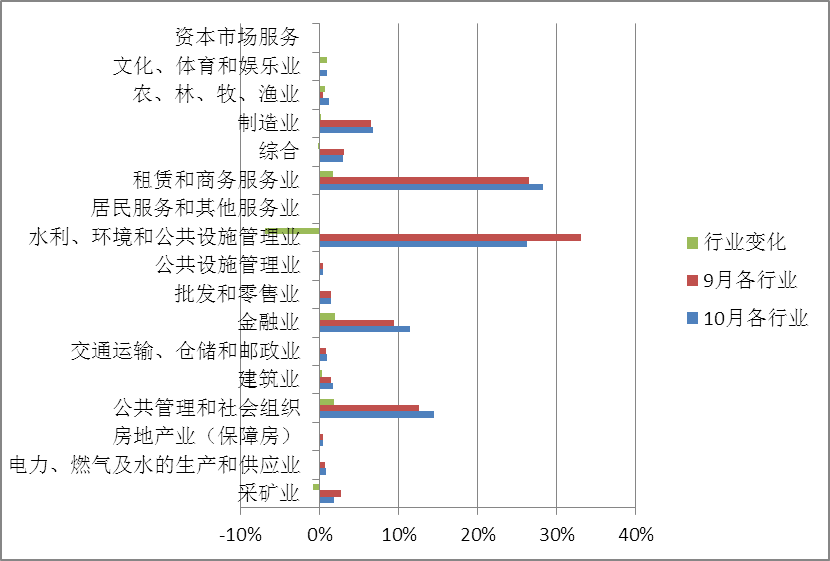 资本市场服务
文化、体育和娱乐业
农、林、牧、渔业
制造业
综合
租赁和商务服务业
居民服务和其他服务业
水利、环境和公共设施管理业
公共设施管理业
批发和零售业
金融业
交通运输、仓储和邮政业
建筑业
公共管理和社会组织
房地产业（保障房）
电力、燃气及水的生产和供应业
采矿业
-10% 0% 10% 20% 30% 40%
行业变化
9月各行业
10月各行业